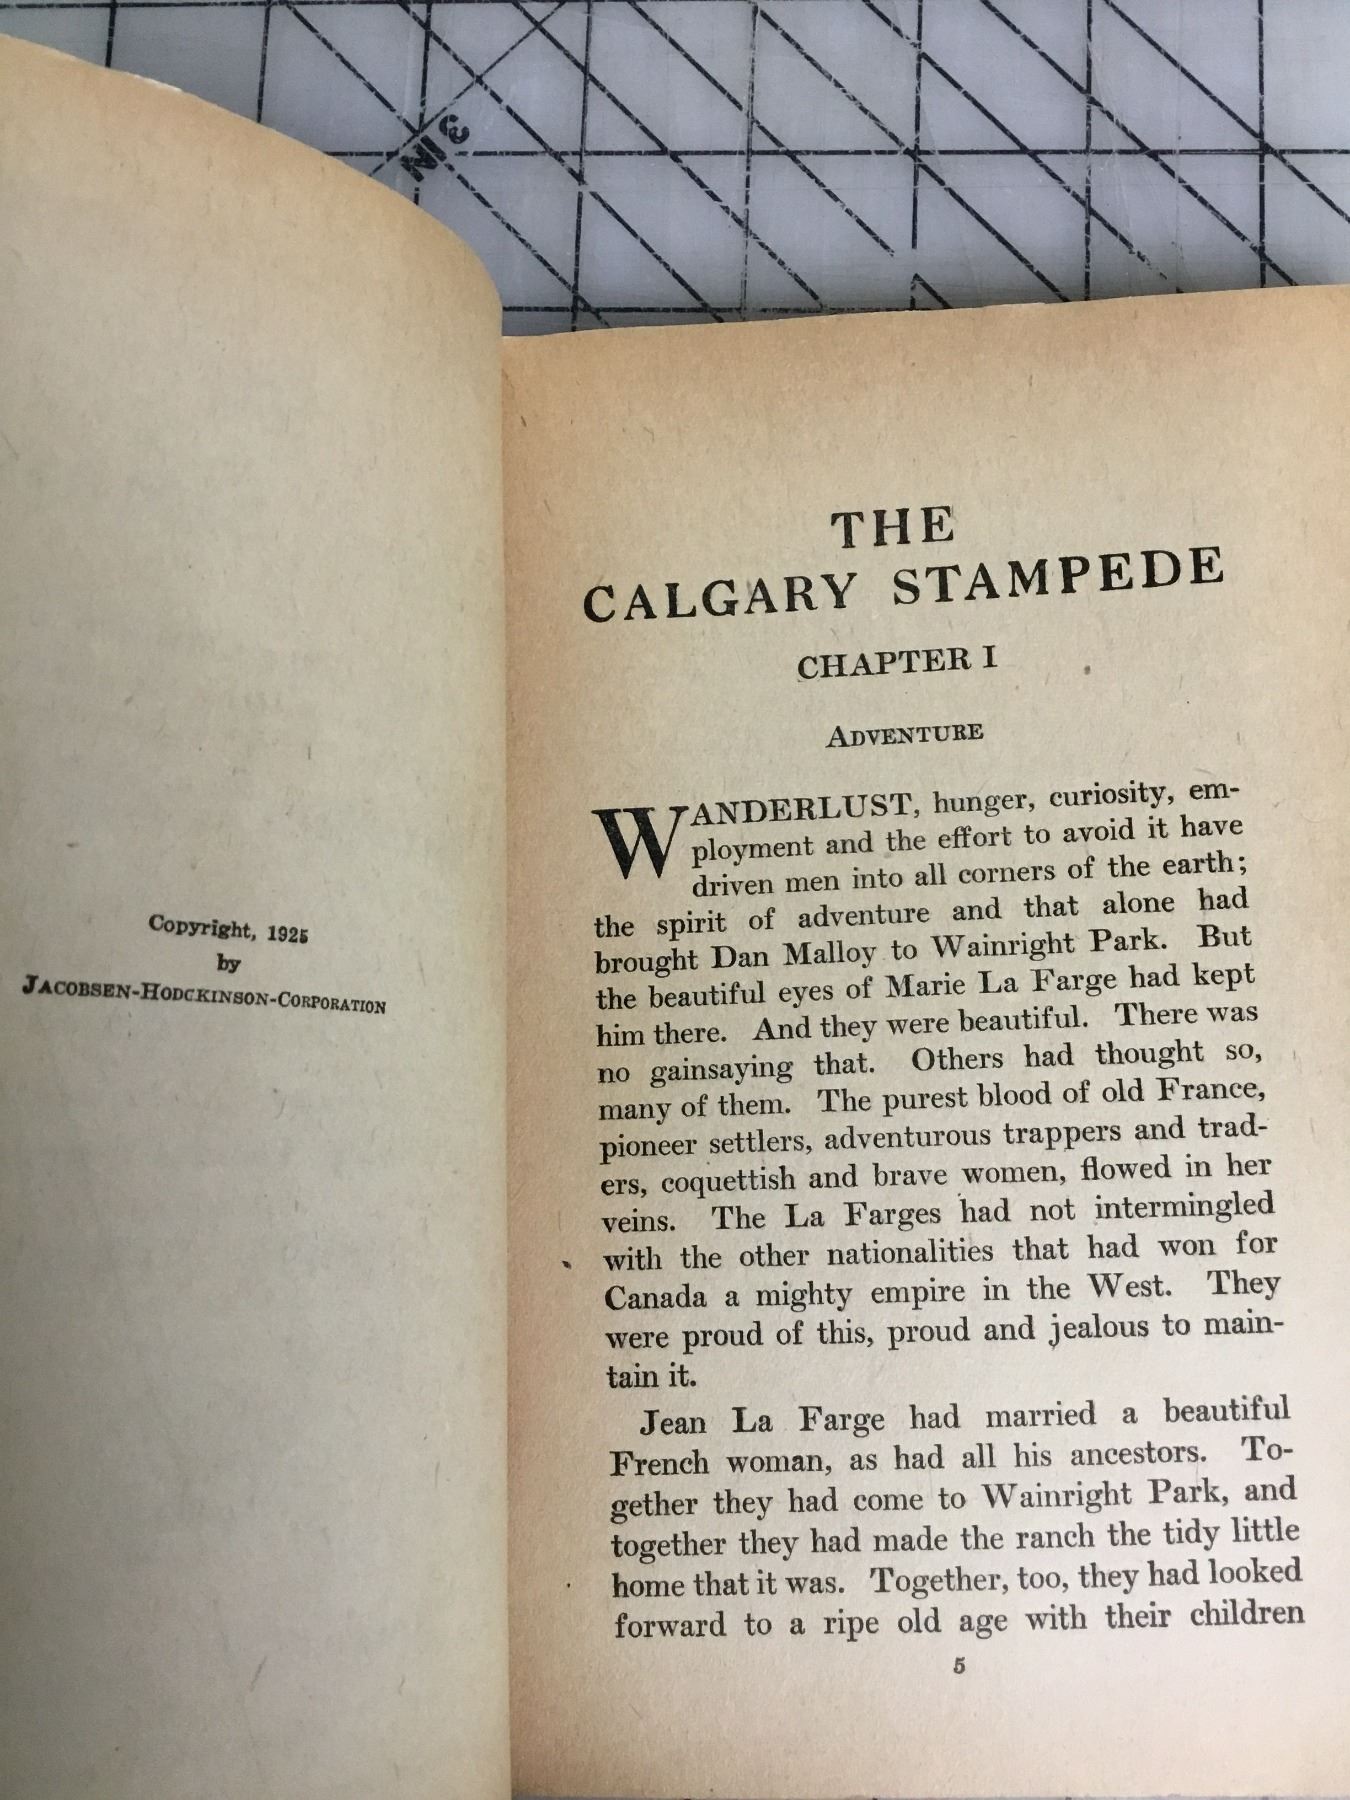 3 IN
Copyright, 1925
by
JACOBSEN-HODCKINSON-CORPORATION
THE
CALGARY STAMPEDE
CHAPTER I
ADVENTURE
WANDERLUST, hunger, curiosity, em-
ployment and the effort to avoid it have
driven men into all corners of the earth;
the spirit of adventure and that alone had
brought Dan Malloy to Wainright Park. But
the beautiful eyes of Marie La Farge had kept
him there. And they were beautiful. There was
no gainsaying that. Others had thought so,
many of them. The purest blood of old France,
pioneer settlers, adventurous trappers and trad-
ers, coquettish and brave women, flowed in her
veins. The La Farges had not intermingled
with the other nationalities that had won for
Canada a mighty empire in the West. They
were proud of this, proud and jealous to main-
tain it.
Jean La Farge had married a beautiful
French woman, as had all his ancestors. To-
gether they had come to Wainright Park, and
together they had made the ranch the tidy little
home that it was. Together, too, they had looked
forward to a ripe old age with their children
5